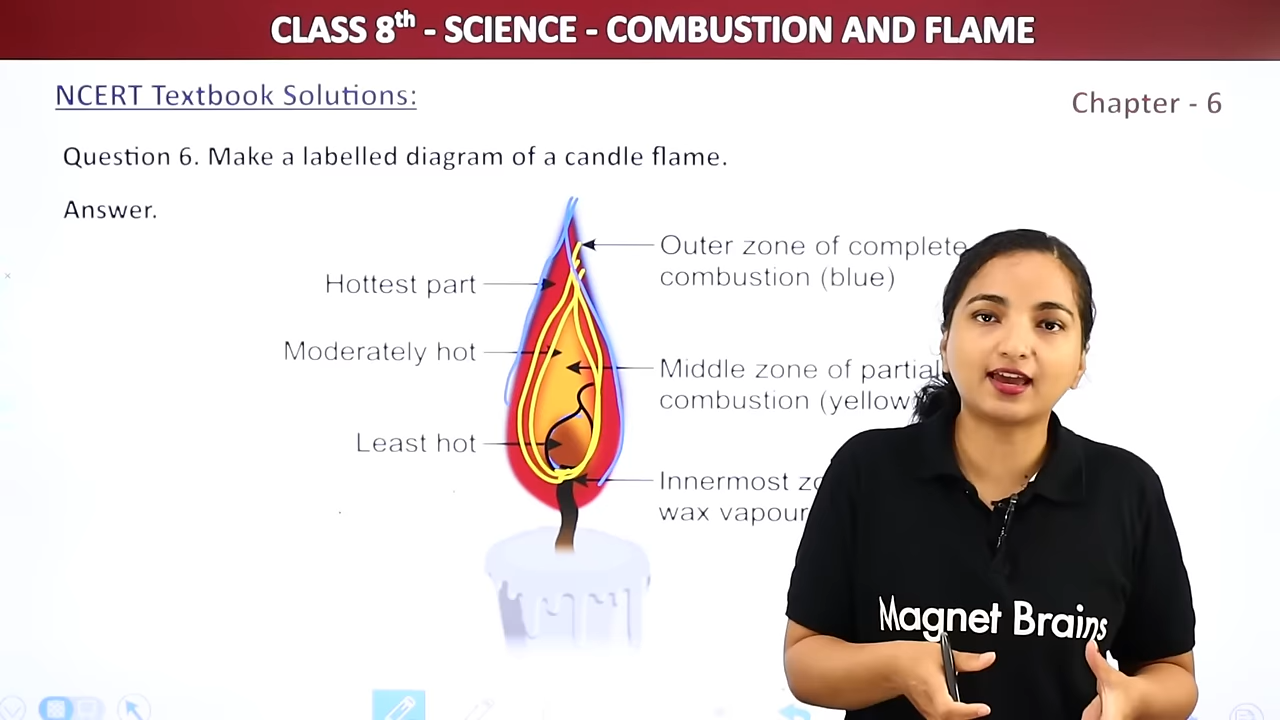 CLASS 8th - SCIENCE - COMBUSTION AND FLAME
NCERT Textbook Solutions:
Chapter - 6
Question 6. Make a labelled diagram of a candle flame.
Answer.
Outer zone of complete
combustion (blue)
Hottest part
Moderately hot
Middle zone of partial
combustion (yellow)
Least hot
Innermost
wax vapour
Magnet Brains